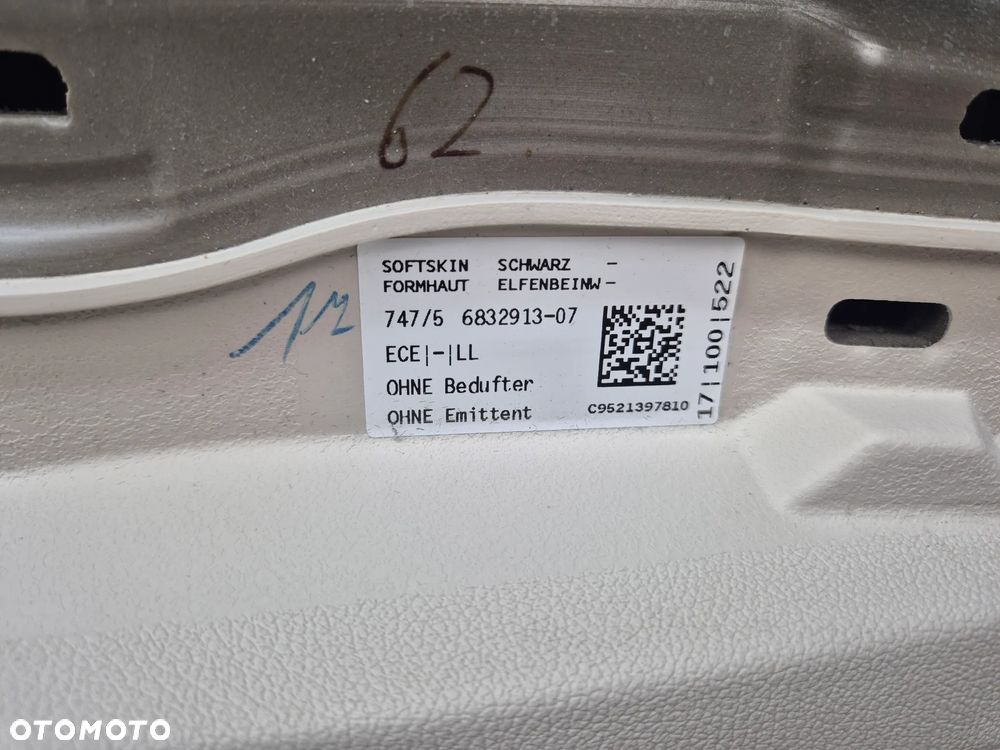 62
12
SOFTSKIN SCHWARZ -
FORMHAUT ELFENBEINW-
747/5 6832913-07
ECE|-|LL
OHNE Bedufter
OHNE Emittent
C9521397810
17|100|522
OTOMOTO